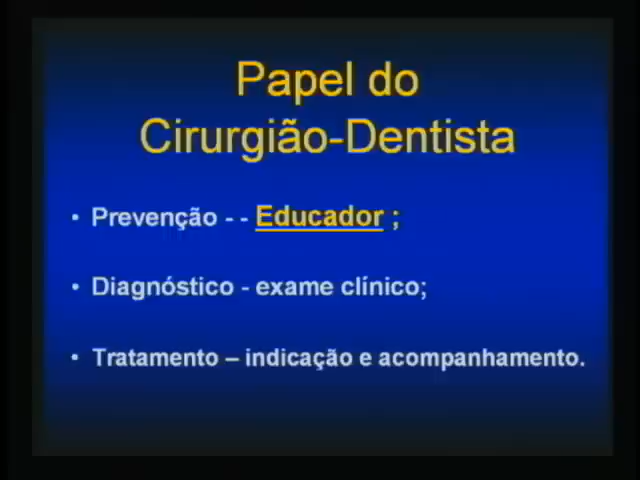 Papel do
Cirurgião-Dentista
• Prevenção - - Educador ;
• Diagnóstico - exame clínico;
• Tratamento – indicação e acompanhamento.